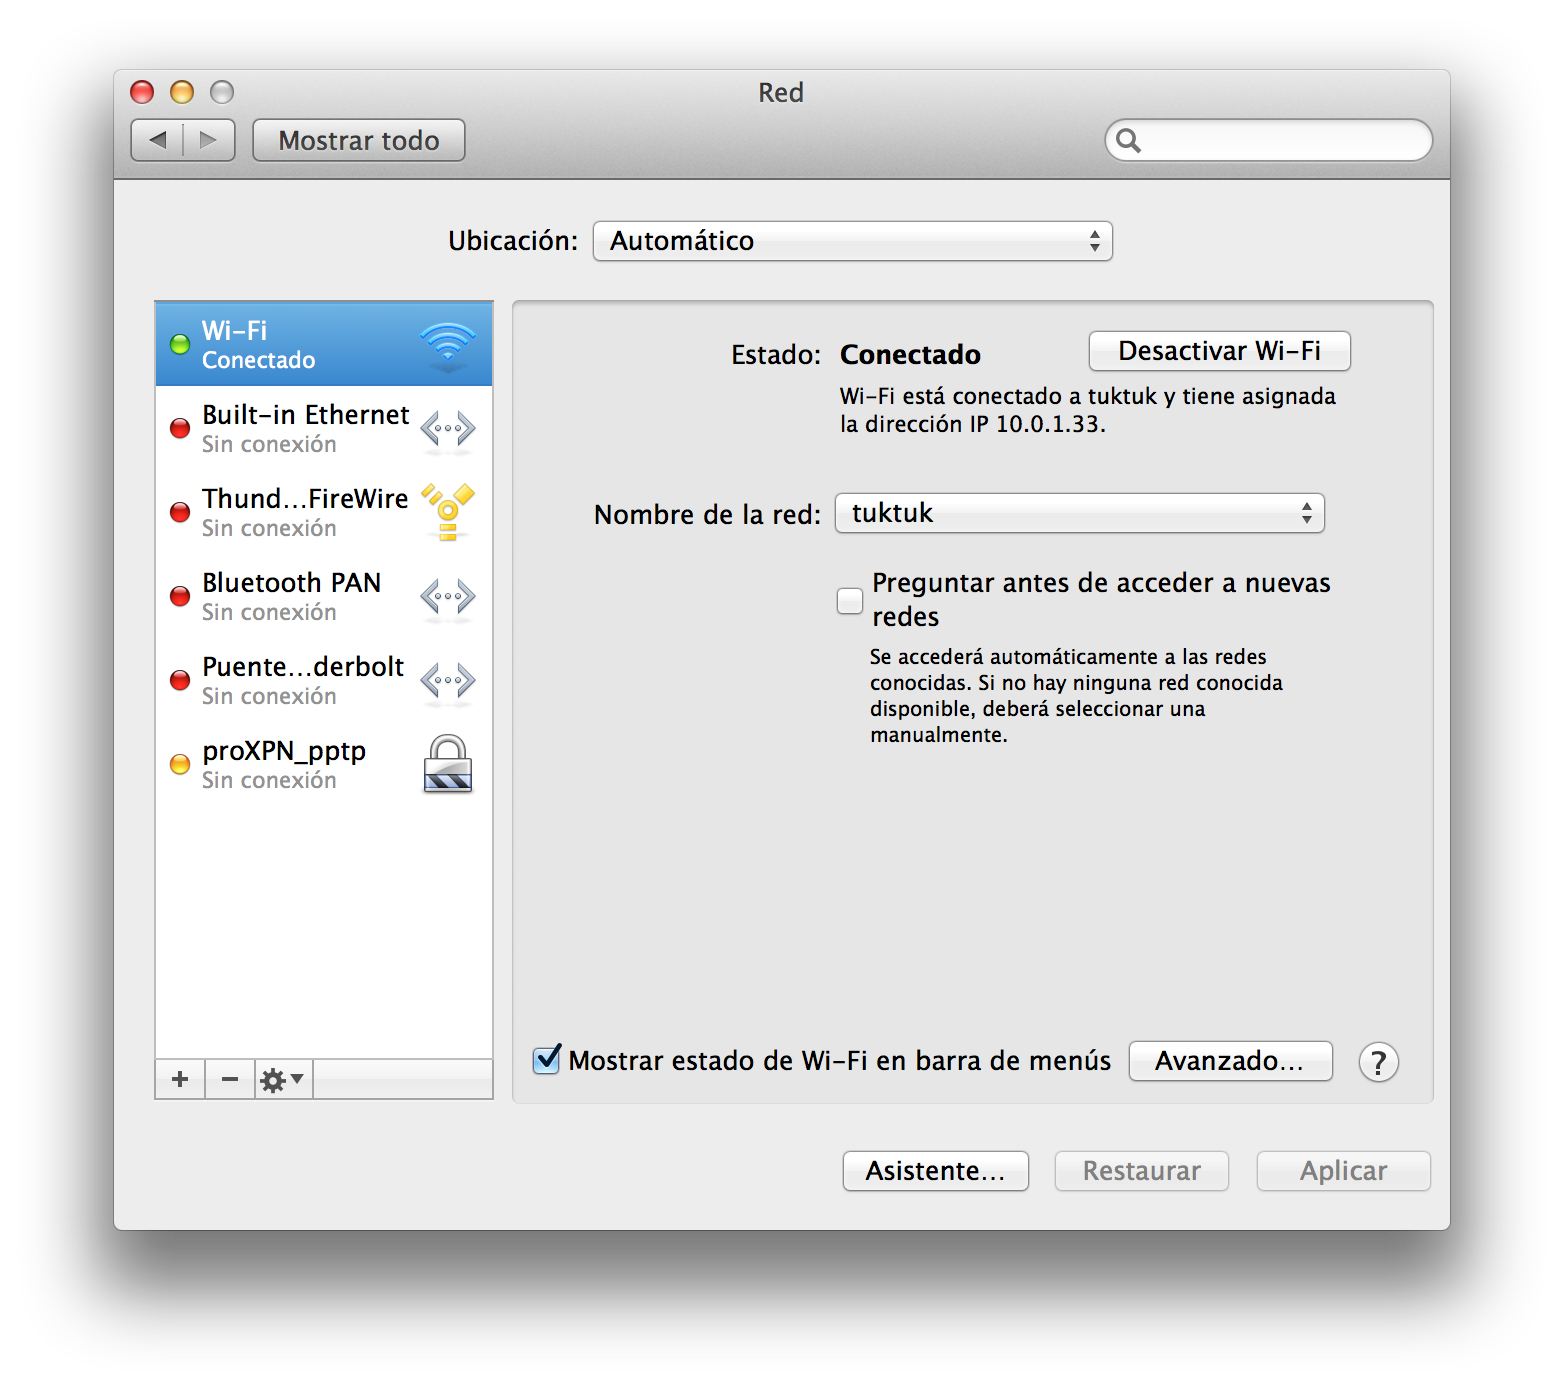 Red
Mostrar todo
Ubicación: Automático
Wi-Fi
Conectado
Built-in Ethernet
Sin conexión
Thund...FireWire
Sin conexión
Bluetooth PAN
Sin conexión
Puente...derbolt
Sin conexión
proXPN_pptp
Sin conexión
Estado: Conectado
Desactivar Wi-Fi
Wi-Fi está conectado a tuktuk y tiene asignada
la dirección IP 10.0.1.33.
Nombre de la red: tuktuk
Preguntar antes de acceder a nuevas
redes
Se accederá automáticamente a las redes
conocidas. Si no hay ninguna red conocida
disponible, deberá seleccionar una
manualmente.
Mostrar estado de Wi-Fi en barra de menús
Avanzado...
?
Asistente...
Restaurar
Aplicar